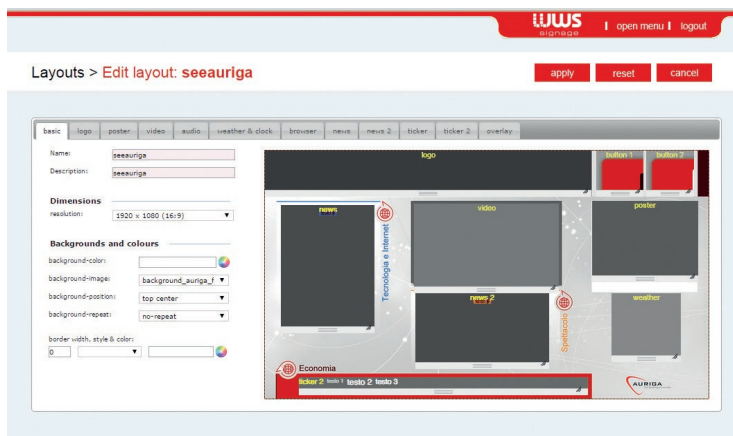 WWS
signage
open menu
logout
Layouts > Edit layout: seeauriga
apply
reset
cancel
basic
logo
poster
video
audio
weather & clock
browser
news
news 2
ticker
ticker 2
overlay
Name:
seeauriga
Description:
seeauriga
Dimensions
resolution:
1920 x 1080 (16:9)
Backgrounds and colours
background-color:
background-image:
background_auriga_f
background-position:
top center
background-repeat:
no-repeat
border width, style & color:
0
logo
button 1
button 2
news
Tecnologia e Internet
video
poster
news 2
Spettacolo
weather
Economia
ticker 2 testo 1 testo 2 testo 3
AURIGA